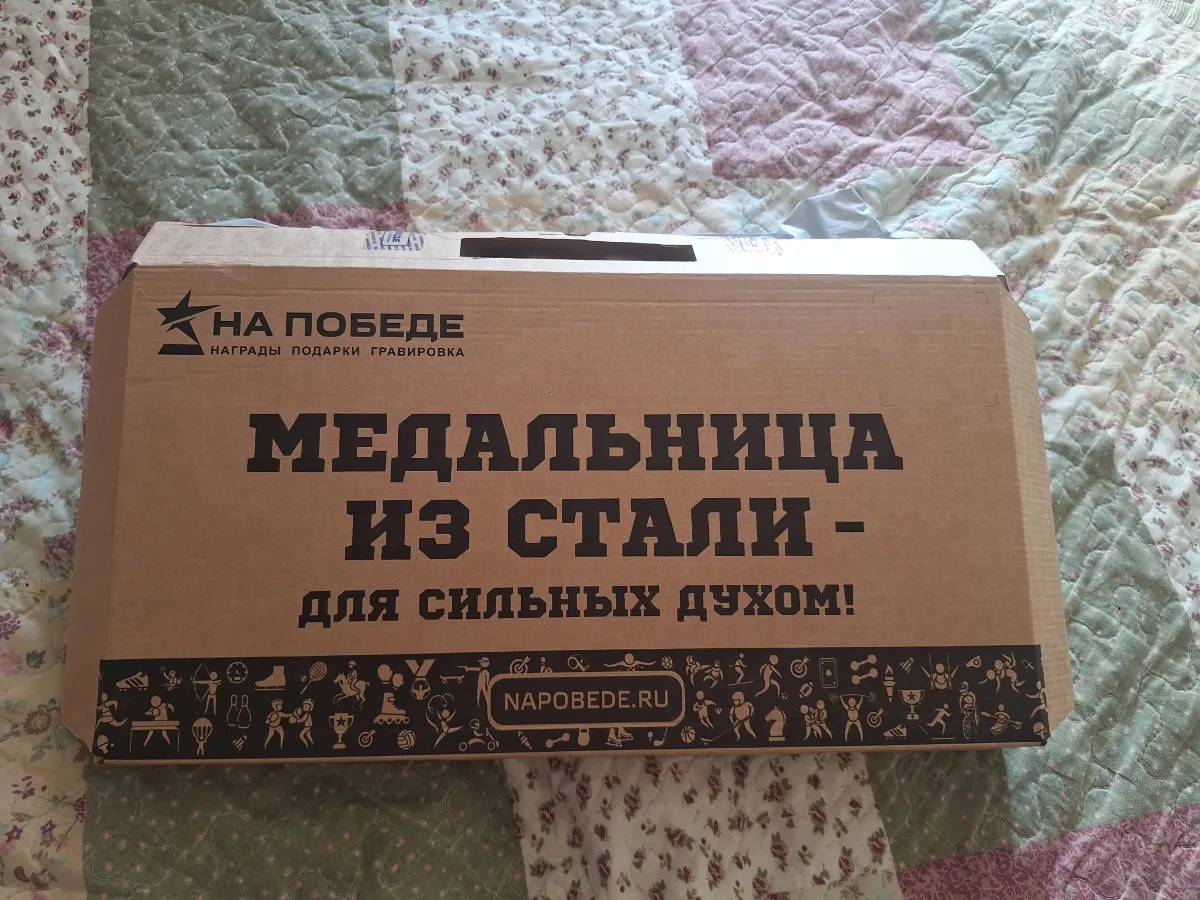 НА ПОБЕДЕ
НАГРАДЫ ПОДАРКИ ГРАВИРОВКА
МЕДАЛЬНИЦА
ИЗ СТАЛИ -
ДЛЯ СИЛЬНЫХ ДУХОМ!
NAPOBEDE.RU